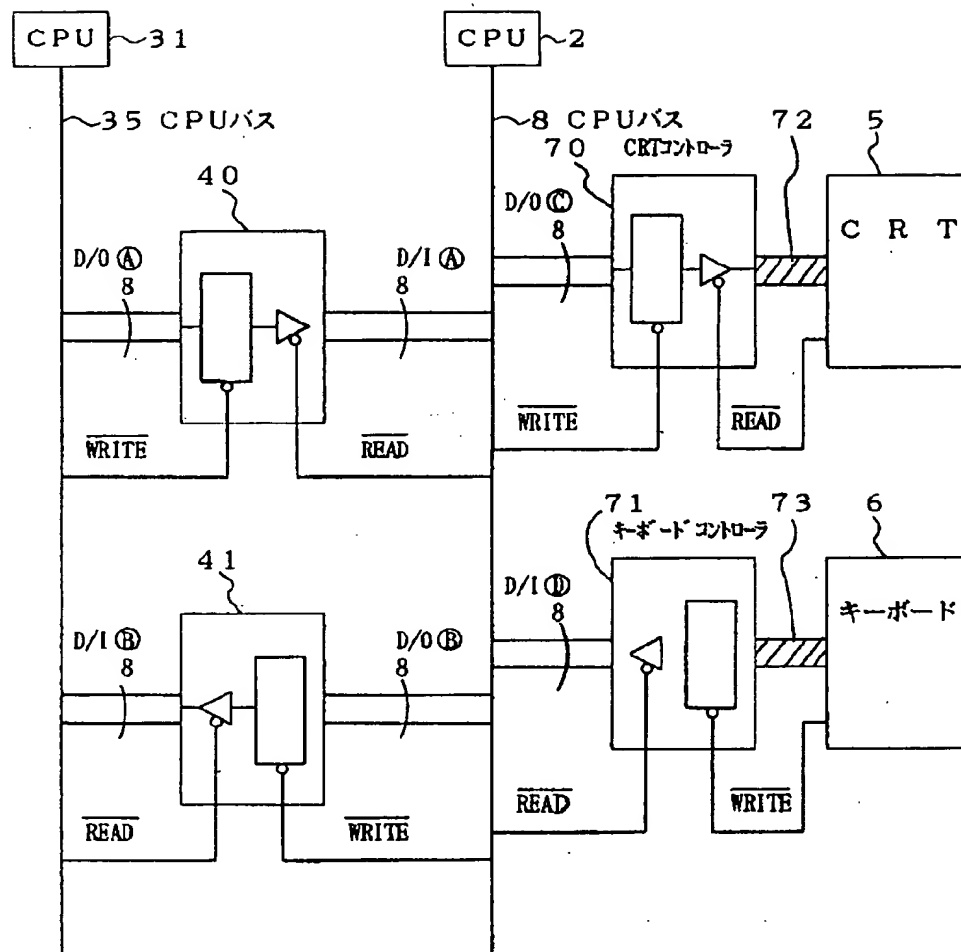 CPU 31
CPU 2
35 CPUバス
8 CPUバス
72
5
70 CRTコントローラ
40
D/O Ⓒ
8
CRT
D/O Ⓐ
8
D/I Ⓐ
8
WRITE
READ
WRITE
READ
71 キーボードコントローラ
73
6
41
D/I Ⓓ
8
キーボード
D/I Ⓑ
8
D/O Ⓑ
8
READ
WRITE
READ
WRITE